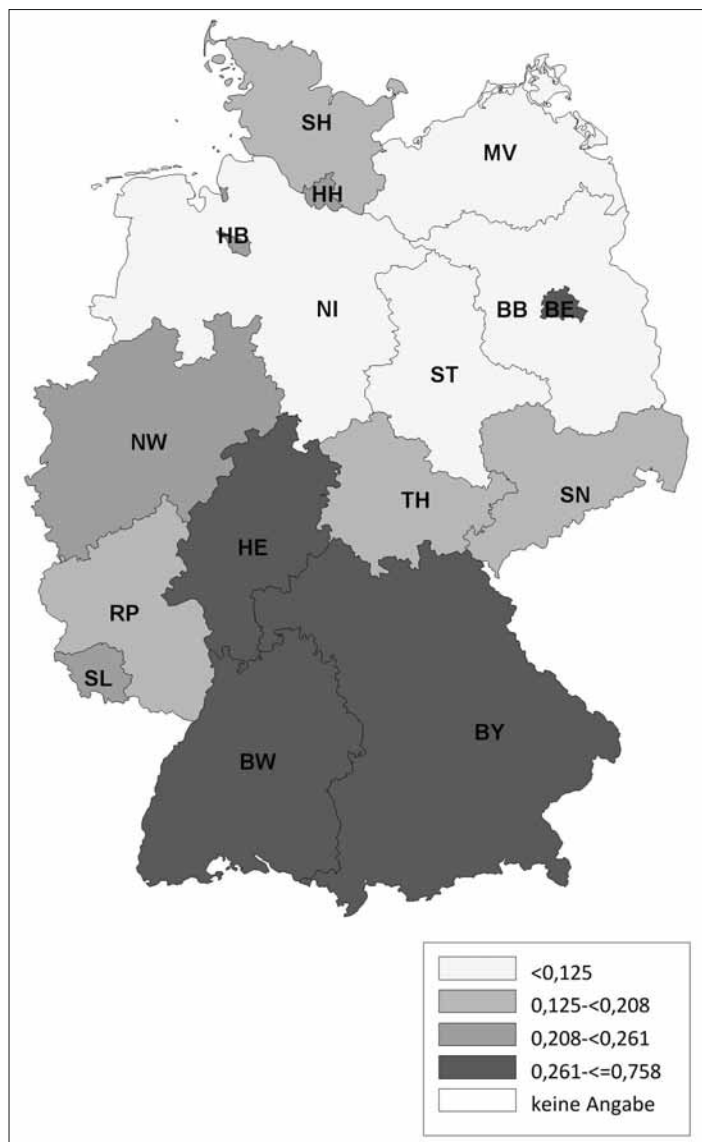 SH
MV
HH
HB
NI
BB
BE
ST
NW
TH
SN
HE
RP
SL
BW
BY
<0,125
0,125-<0,208
0,208-<0,261
0,261-<=0,758
keine Angabe